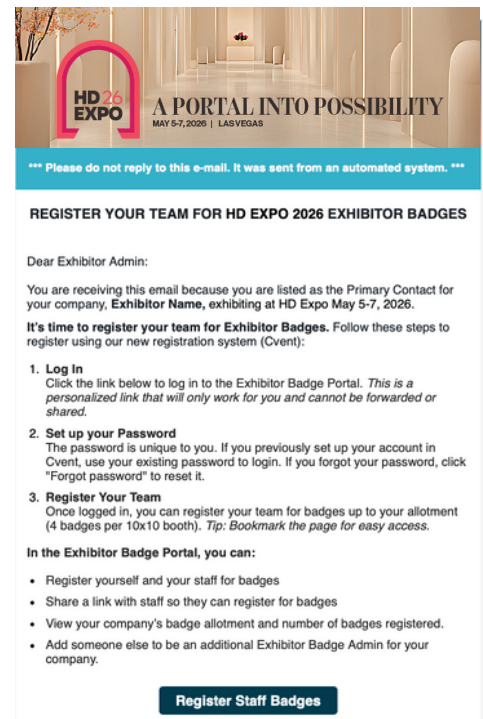 HD 26
EXPO
A PORTAL INTO POSSIBILITY
MAY 5-7, 2026 | LAS VEGAS
*** Please do not reply to this e-mail. It was sent from an automated system. ***
REGISTER YOUR TEAM FOR HD EXPO 2026 EXHIBITOR BADGES
Dear Exhibitor Admin:
You are receiving this email because you are listed as the Primary Contact for
your company, Exhibitor Name, exhibiting at HD Expo May 5-7, 2026.
It's time to register your team for Exhibitor Badges. Follow these steps to
register using our new registration system (Cvent):
1. Log In
Click the link below to log in to the Exhibitor Badge Portal. This is a
personalized link that will only work for you and cannot be forwarded or
shared.
2. Set up your Password
The password is unique to you. If you previously set up your account in
Cvent, use your existing password to login. If you forgot your password, click
"Forgot password" to reset it.
3. Register Your Team
Once logged in, you can register your team for badges up to your allotment
(4 badges per 10x10 booth). Tip: Bookmark the page for easy access.
In the Exhibitor Badge Portal, you can:
• Register yourself and your staff for badges
• Share a link with staff so they can register for badges
• View your company's badge allotment and number of badges registered.
• Add someone else to be an additional Exhibitor Badge Admin for your
company.
Register Staff Badges